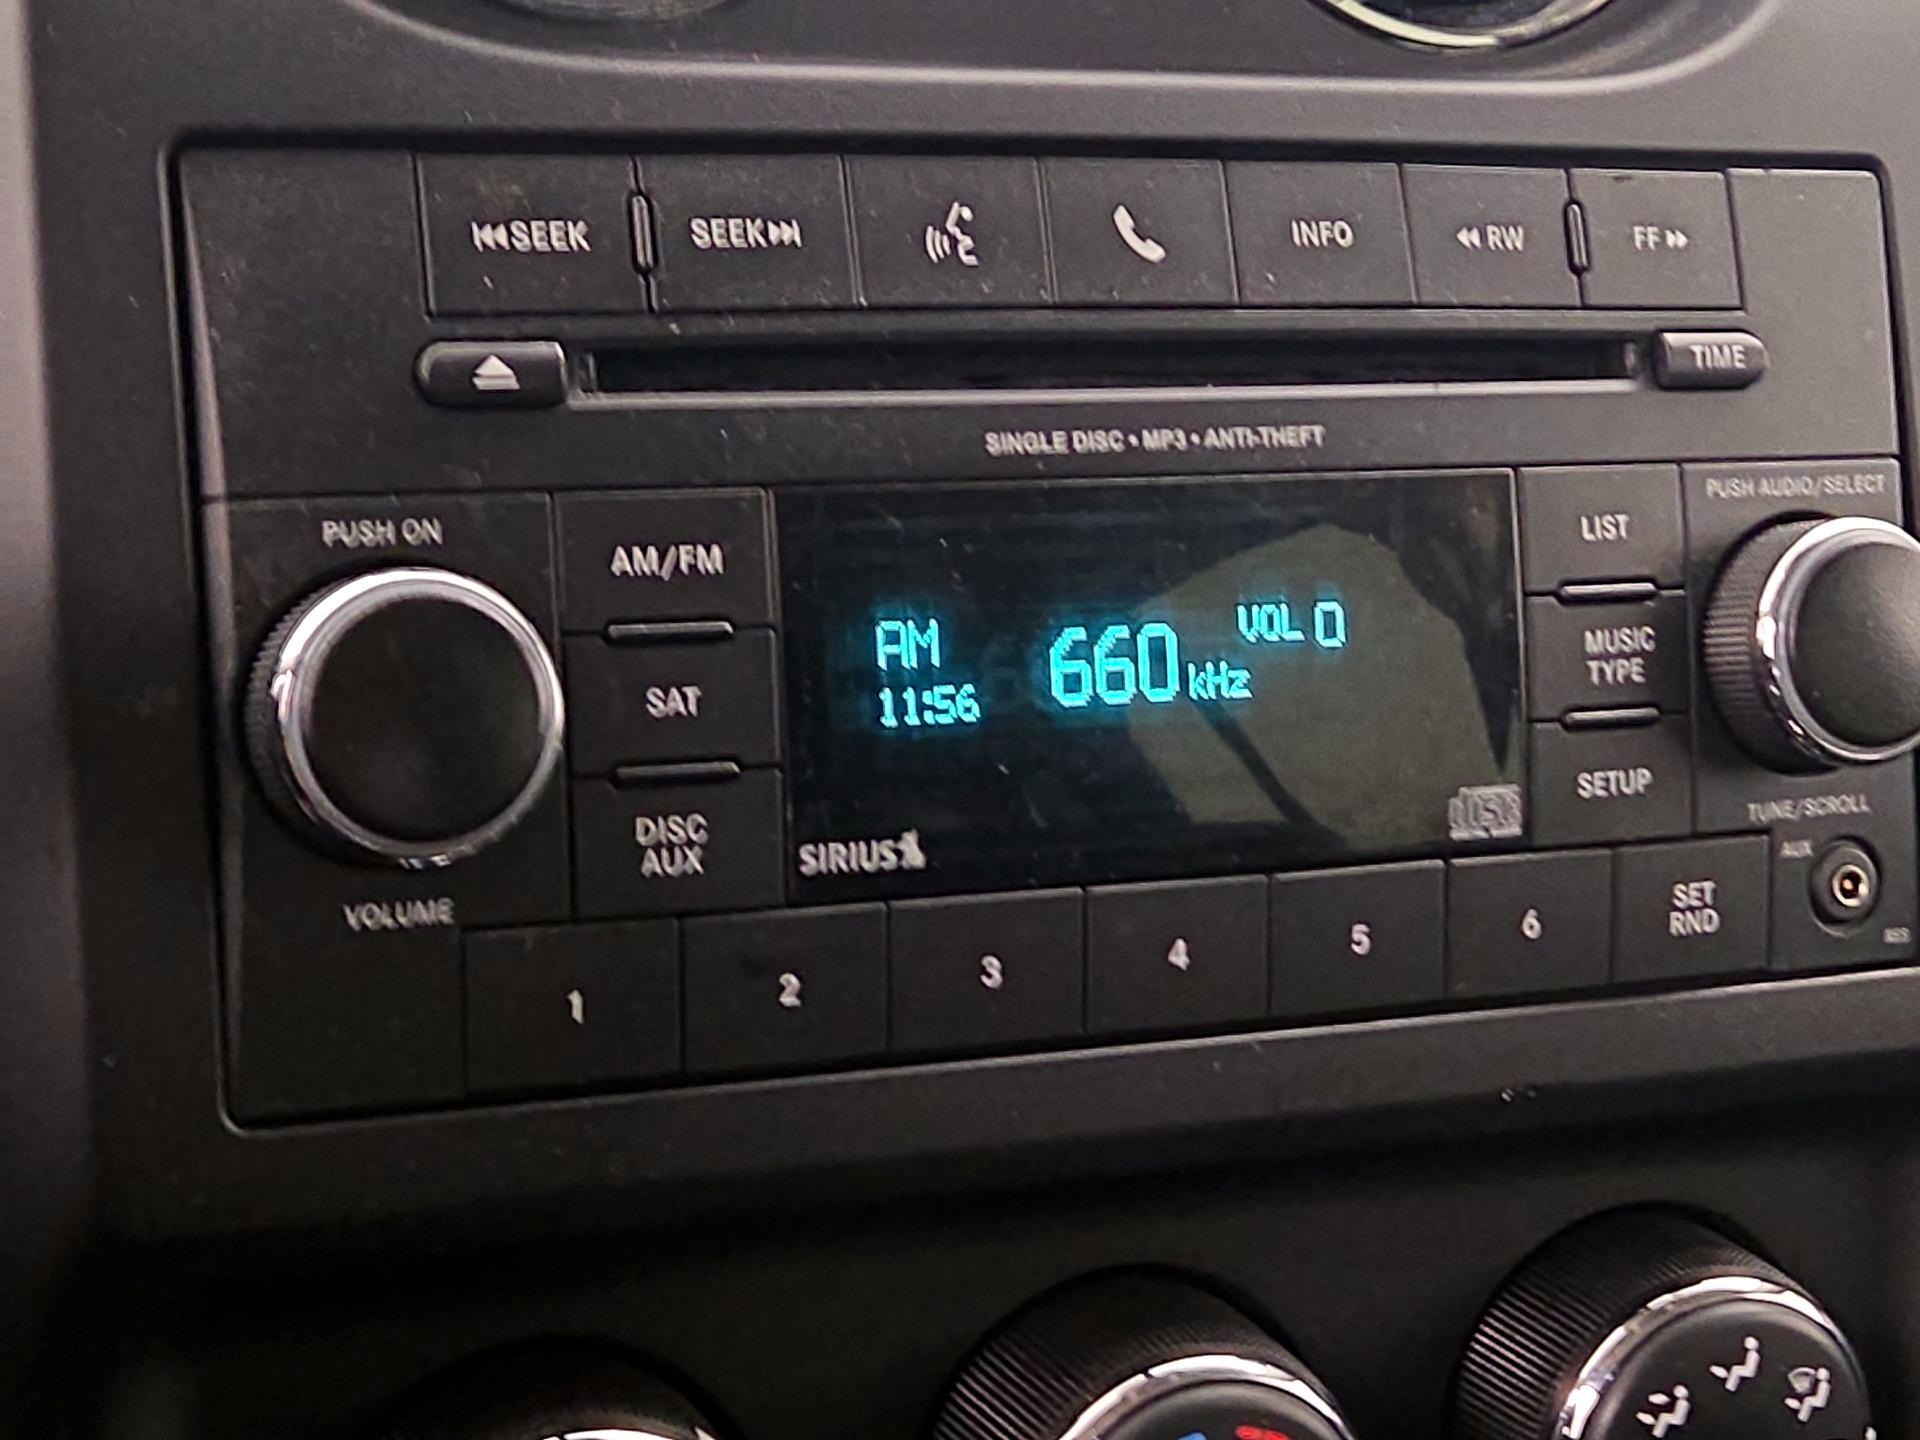 SEEK
SEEK
INFO
RW
FF
TIME
SINGLE DISC • MP3 • ANTI-THEFT
PUSH ON
AM/FM
SAT
DISC
AUX
VOLUME
AM
11:56
660 kHz
VOL 0
SIRIUS
disc
LIST
MUSIC
TYPE
SETUP
PUSH AUDIO/SELECT
TUNE/SCROLL
AUX
1
2
3
4
5
6
SET
RND